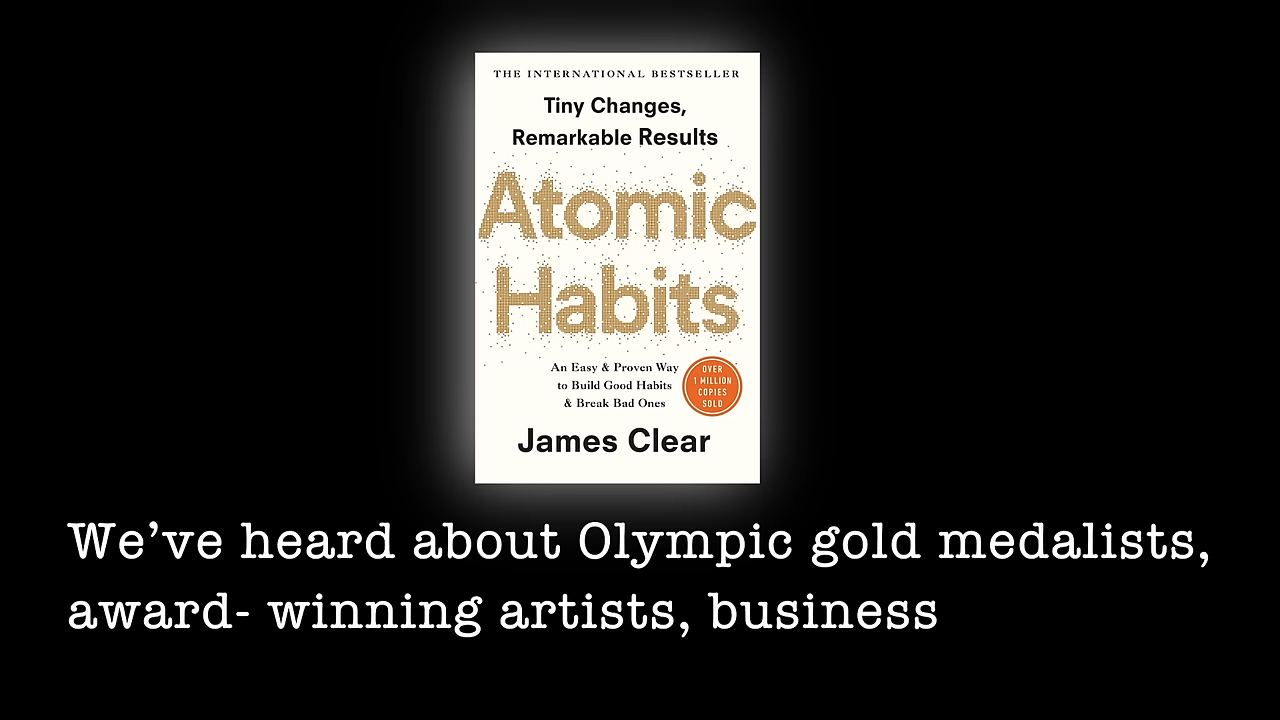 THE INTERNATIONAL BESTSELLER
Tiny Changes,
Remarkable Results
Atomic
Habits
An Easy & Proven Way
to Build Good Habits
& Break Bad Ones
OVER
1 MILLION
COPIES
SOLD
James Clear
We’ve heard about Olympic gold medalists,
award- winning artists, business